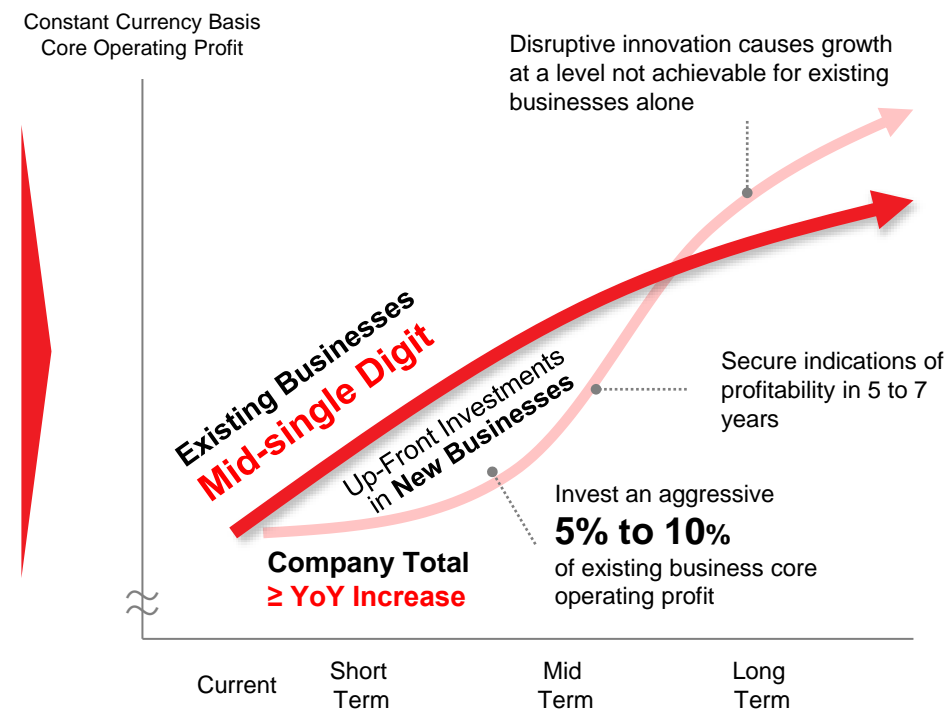 Constant Currency Basis
Core Operating Profit
Disruptive innovation causes growth
at a level not achievable for existing
businesses alone
Existing Businesses
Mid-single Digit
Up-Front Investments
in New Businesses
Secure indications of
profitability in 5 to 7
years
Invest an aggressive
5% to 10%
of existing business core
operating profit
Company Total
≥ YoY Increase
Current
Short
Term
Mid
Term
Long
Term